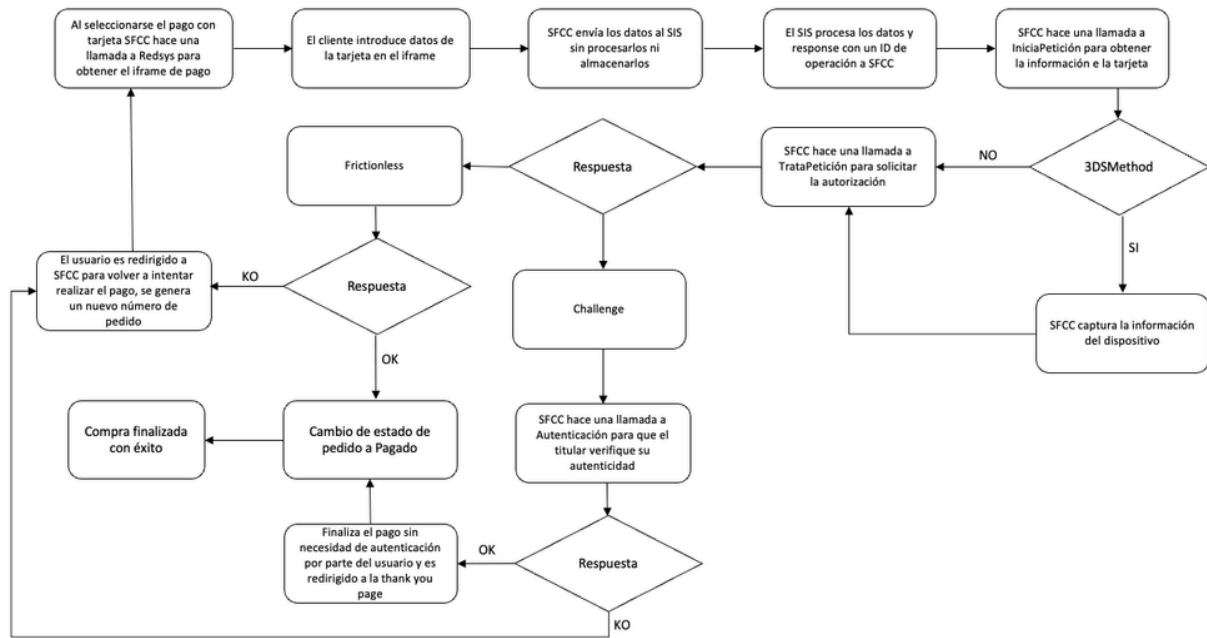 Al seleccionarse el pago con
tarjeta SFCC hace una
llamada a Redsys para
obtener el iframe de pago
El cliente introduce datos de
la tarjeta en el iframe
SFCC envía los datos al SIS
sin procesarlos ni
almacenarlos
El SIS procesa los datos y
response con un ID de
operación a SFCC
SFCC hace una llamada a
IniciaPetición para obtener
la información e la tarjeta
Frictionless
Respuesta
SFCC hace una llamada a
TrataPetición para solicitar
la autorización
NO
3DSMethod
SI
El usuario es redirigido a
SFCC para volver a intentar
realizar el pago, se genera
un nuevo número de
pedido
KO
Respuesta
OK
Challenge
SFCC captura la información
del dispositivo
Compra finalizada
con éxito
Cambio de estado de
pedido a Pagado
SFCC hace una llamada a
Autenticación para que el
titular verifique su
autenticidad
Finaliza el pago sin
necesidad de autenticación
por parte del usuario y es
redirigido a la thank you
page
OK
Respuesta
KO